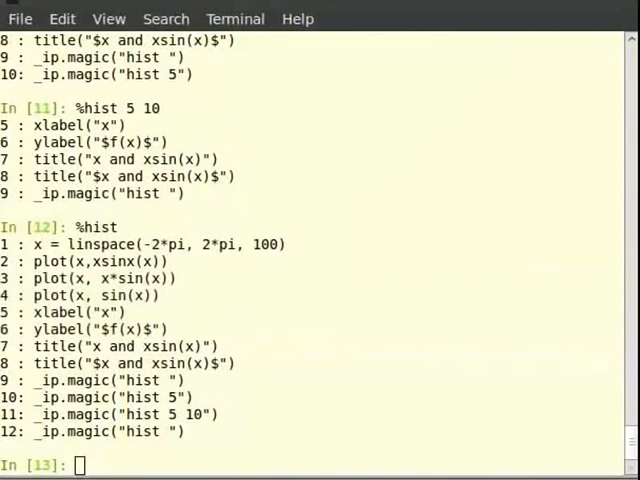 File Edit View Search Terminal Help
8 : title("$x and xsin(x)$")
9 : _ip.magic("hist ")
10: _ip.magic("hist 5")
In [11]: %hist 5 10
5 : xlabel("x")
6 : ylabel("$f(x)$")
7 : title("x and xsin(x)")
8 : title("$x and xsin(x)$")
9 : _ip.magic("hist ")
In [12]: %hist
1 : x = linspace(-2*pi, 2*pi, 100)
2 : plot(x,xsinx(x))
3 : plot(x, x*sin(x))
4 : plot(x, sin(x))
5 : xlabel("x")
6 : ylabel("$f(x)$")
7 : title("x and xsin(x)")
8 : title("$x and xsin(x)$")
9 : _ip.magic("hist ")
10: _ip.magic("hist 5")
11: _ip.magic("hist 5 10")
12: _ip.magic("hist ")
In [13]: